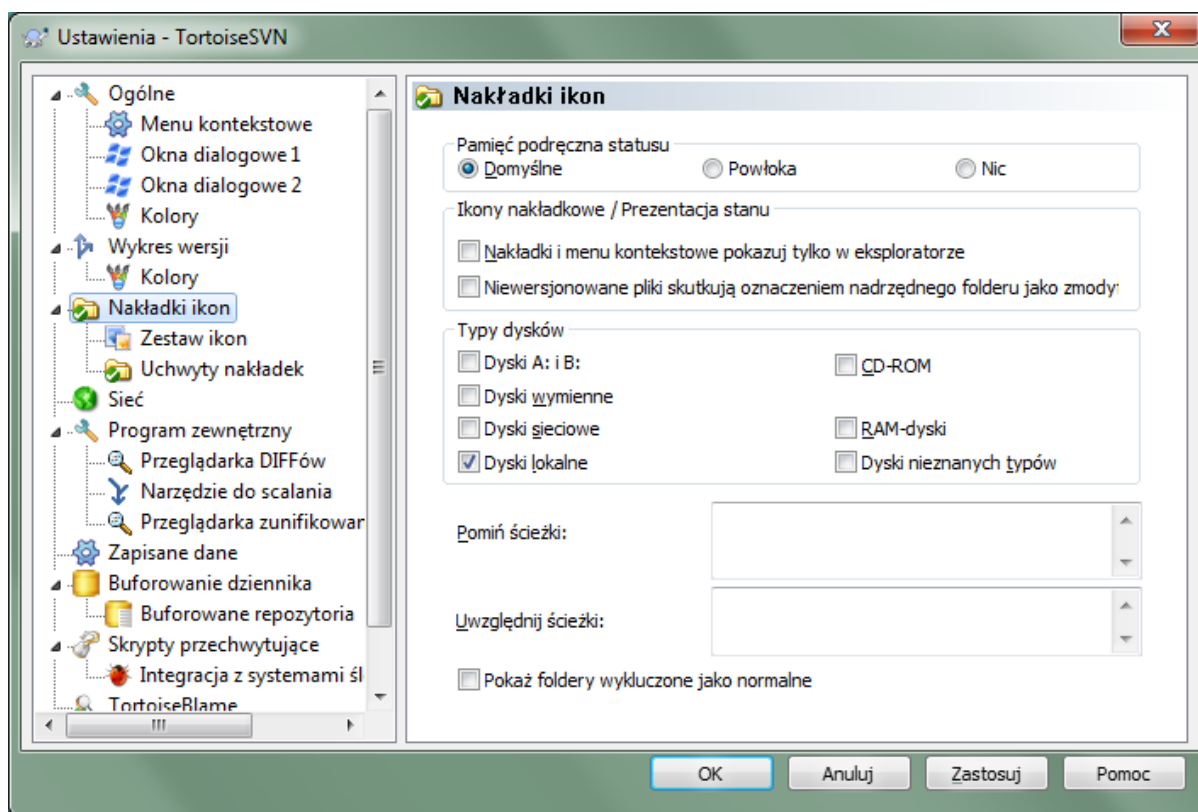 Ustawienia - TortoiseSVN
Ogólne
Menu kontekstowe
Okna dialogowe 1
Okna dialogowe 2
Kolory
Wykres wersji
Kolory
Nakładki ikon
Zestaw ikon
Uchwyty nakładek
Sieć
Program zewnętrzny
Przeglądarka DIFFów
Narzędzie do scalania
Przeglądarka zunifikowan
Zapisane dane
Buforowanie dziennika
Buforowane repozytoria
Skrypty przechwytujące
Integracja z systemami śl
TortoiseBlame
Nakładki ikon
Pamięć podręczna statusu
Domyślne
Powłoka
Nic
Ikony nakładkowe / Prezentacja stanu
Nakładki i menu kontekstowe pokazuj tylko w eksploratorze
Niewersjonowane pliki skutkują oznaczeniem nadrzędnego folderu jako zmody
Typy dysków
Dyski A: i B:
CD-ROM
Dyski wymienne
Dyski sieciowe
RAM-dyski
Dyski lokalne
Dyski nieznanych typów
Pomiń ścieżki:
Uwzględnij ścieżki:
Pokaż foldery wykluczone jako normalne
OK
Anuluj
Zastosuj
Pomoc